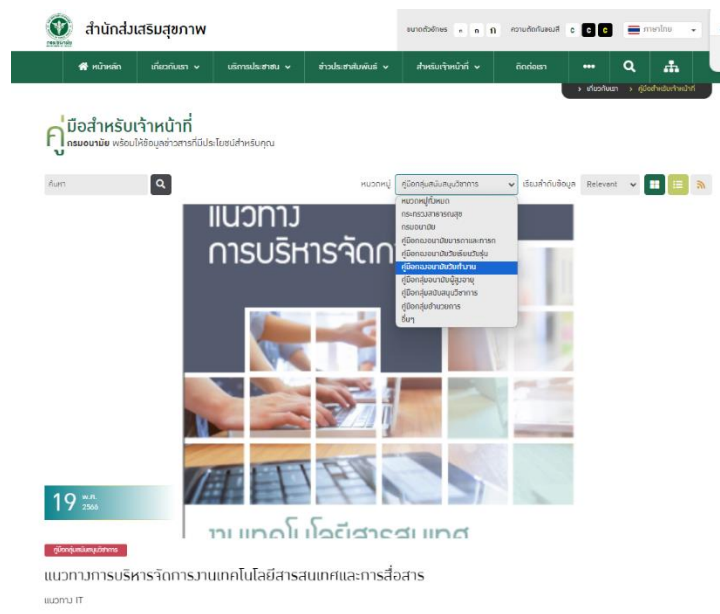 สำนักส่งเสริมสุขภาพ
ขนาดตัวอักษร ก ก ก ความตัดกันของสี C C C ภาษาไทย
หน้าหลัก เกี่ยวกับเรา บริการประชาชน ข่าวประชาสัมพันธ์ สำหรับเจ้าหน้าที่ ติดต่อเรา
เกี่ยวกับเรา คู่มือสำหรับเจ้าหน้าที่
คู่มือสำหรับเจ้าหน้าที่
กรมอนามัย พร้อมให้ข้อมูลข่าวสารที่มีประโยชน์สำหรับคุณ
ค้นหา หมวดหมู่ คู่มือกลุ่มสนับสนุนวิชาการ เรียงลำดับข้อมูล Relevant
หมวดหมู่ทั้งหมด
กระทรวงสาธารณสุข
กรมอนามัย
คู่มือกองอนามัยมารดาและทารก
คู่มือกองอนามัยวัยเรียนวัยรุ่น
คู่มือกองอนามัยวัยทำงาน
คู่มือกลุ่มอนามัยผู้สูงอายุ
คู่มือกลุ่มสนับสนุนวิชาการ
คู่มือกลุ่มอำนวยการ
อื่นๆ
แนวทาง
การบริหารจัดก
งานเทคโนโลยีสารสนเทศ
19 พ.ค.
2566
คู่มือกลุ่มสนับสนุนวิชาการ
แนวทางการบริหารจัดการงานเทคโนโลยีสารสนเทศและการสื่อสาร
แนวทาง IT